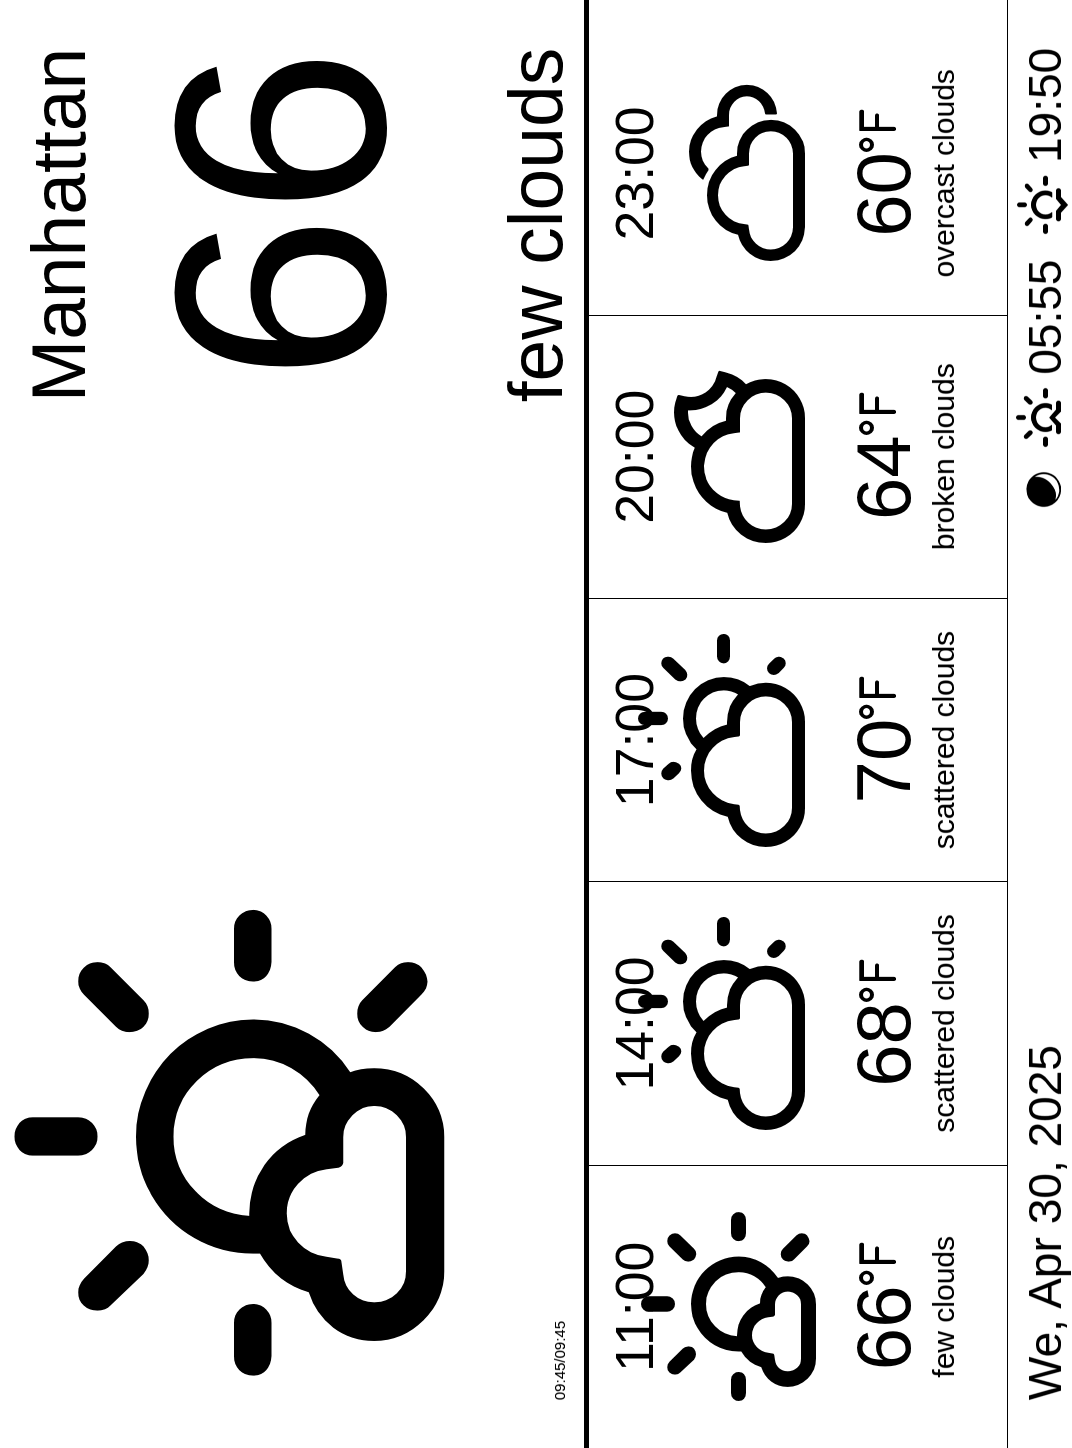 Manhattan
66
few clouds
09:45/09:45
11:00
66°F
few clouds
14:00
68°F
scattered clouds
17:00
70°F
scattered clouds
20:00
64°F
broken clouds
23:00
60°F
overcast clouds
We, Apr 30, 2025
05:55
19:50